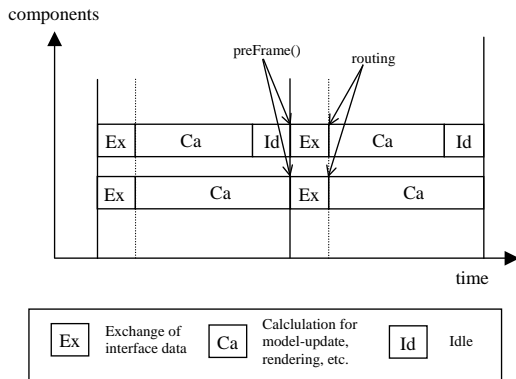 components
preFrame()
routing
Ex Ca Id Ex Ca Id
Ex Ca Ex Ca
time
Ex Exchange of
interface data
Ca Calclulation for
model-update,
rendering, etc.
Id Idle